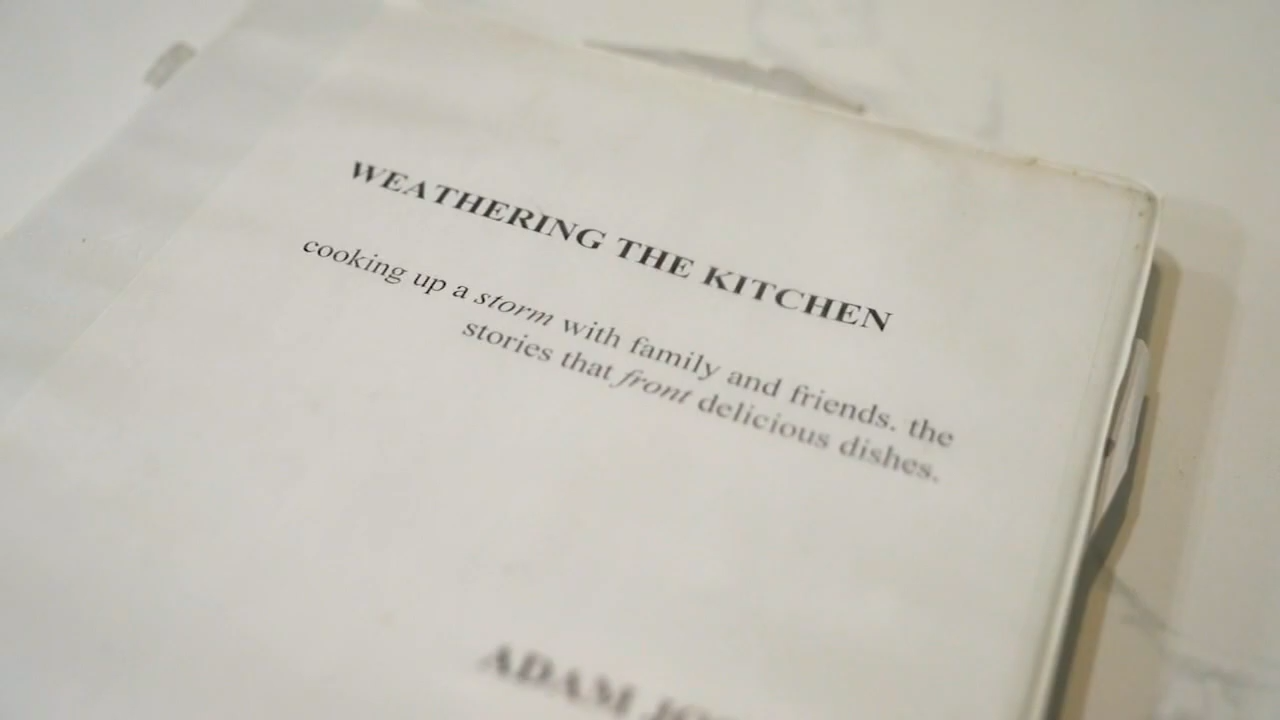 WEATHERING THE KITCHEN
cooking up a storm with family and friends. the
stories that front delicious dishes.
ADAM